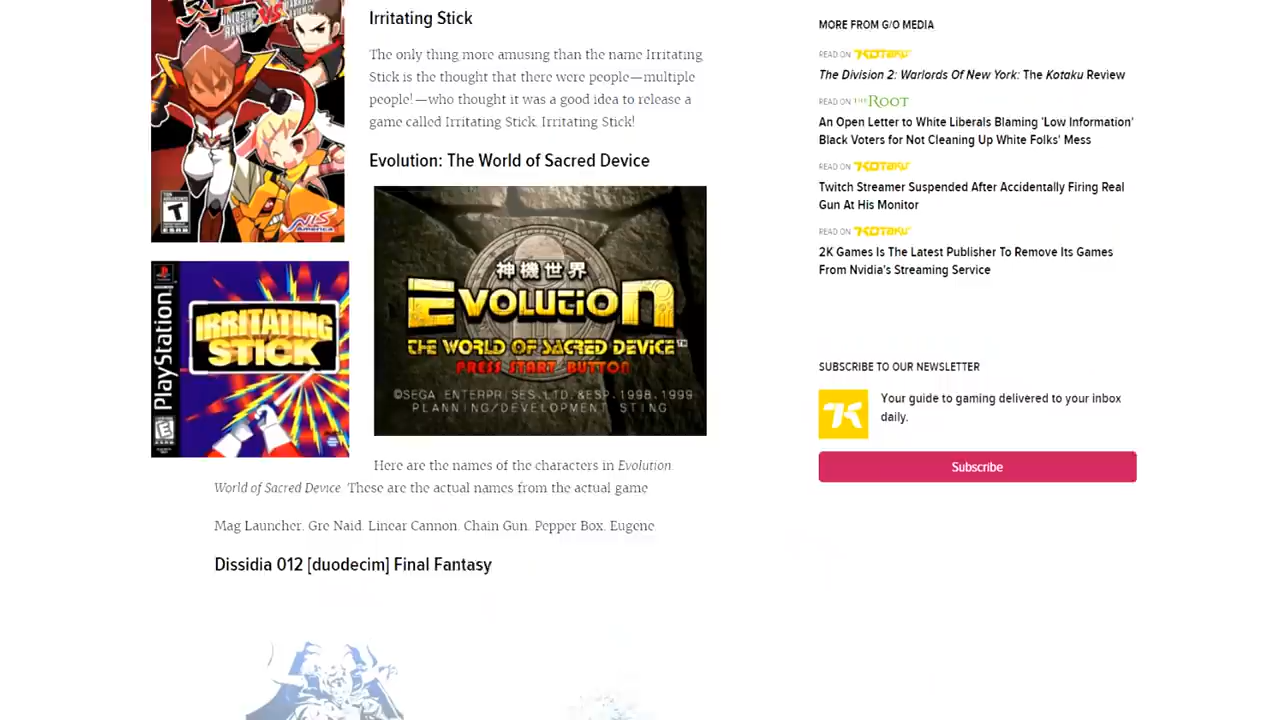 UNLOSING
RANGER
VS
T
NIS
America
Irritating Stick
The only thing more amusing than the name Irritating
Stick is the thought that there were people—multiple
people!—who thought it was a good idea to release a
game called Irritating Stick. Irritating Stick!
Evolution: The World of Sacred Device
PlayStation
IRRITATING
STICK
E
神機世界
EVOLUTION
THE WORLD OF SACRED DEVICE™
PRESS START BUTTON
©SEGA ENTERPRISES,LTD.&ESP,1998,1999
PLANNING/DEVELOPMENT STING
Here are the names of the characters in Evolution:
World of Sacred Device. These are the actual names from the actual game
Mag Launcher. Gre Naid. Linear Cannon. Chain Gun. Pepper Box. Eugene.
Dissidia 012 [duodecim] Final Fantasy
MORE FROM G/O MEDIA
READ ON KOTAKU
The Division 2: Warlords Of New York: The Kotaku Review
READ ON THE ROOT
An Open Letter to White Liberals Blaming 'Low Information'
Black Voters for Not Cleaning Up White Folks' Mess
READ ON KOTAKU
Twitch Streamer Suspended After Accidentally Firing Real
Gun At His Monitor
READ ON KOTAKU
2K Games Is The Latest Publisher To Remove Its Games
From Nvidia's Streaming Service
SUBSCRIBE TO OUR NEWSLETTER
Your guide to gaming delivered to your inbox
daily.
Subscribe